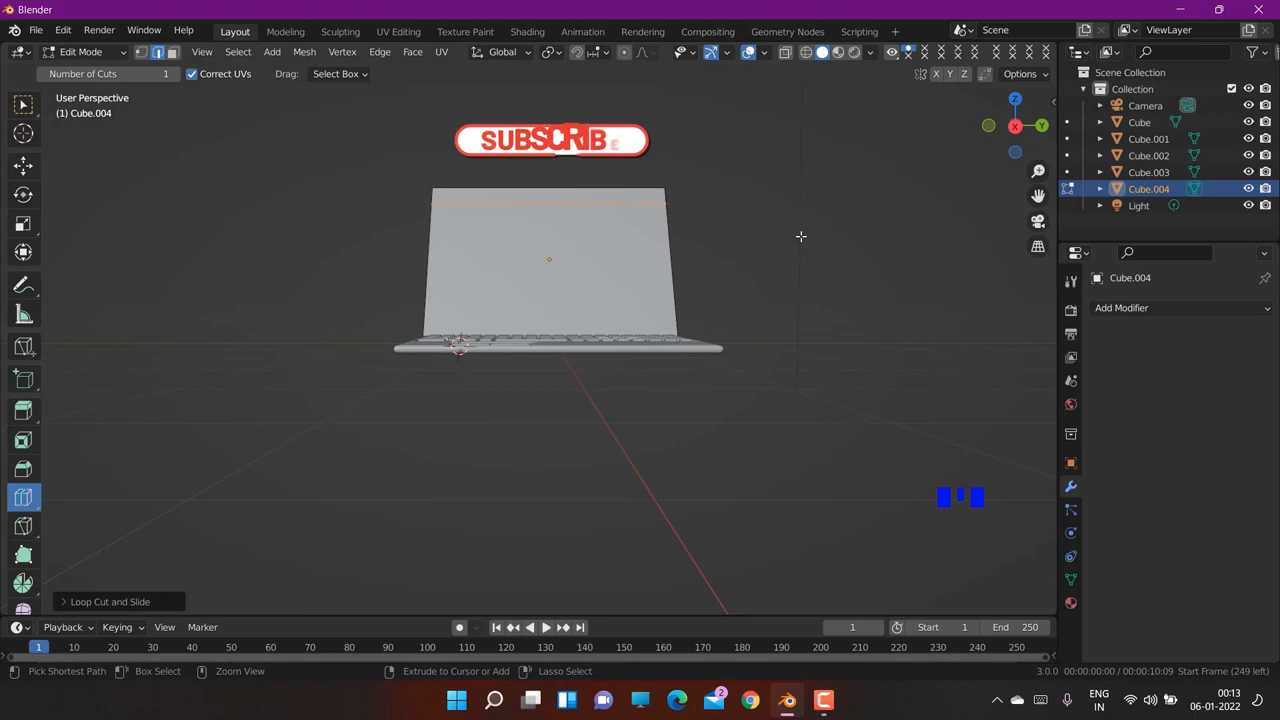 Blender
File Edit Render Window Help Layout Modeling Sculpting UV Editing Texture Paint Shading Animation Rendering Compositing Geometry Nodes Scripting + Scene ViewLayer
Edit Mode View Select Add Mesh Vertex Edge Face UV Global
Number of Cuts 1 Correct UVs Drag: Select Box X Y Z Options
User Perspective
(1) Cube.004
SUBSCRIBE
Z
X Y
Scene Collection
Collection
Camera
Cube
Cube.001
Cube.002
Cube.003
Cube.004
Light
Cube.004
Add Modifier
Loop Cut and Slide
Playback Keying View Marker 1 Start 1 End 250
1 10 20 30 40 50 60 70 80 90 100 110 120 130 140 150 160 170 180 190 200 210 220 230 240 250
Pick Shortest Path Box Select Zoom View Extrude to Cursor or Add Lasso Select 3.0.0 00:00:00:00 / 00:00:10:09 Start Frame (249 left)
2
ENG
IN
00:13
06-01-2022